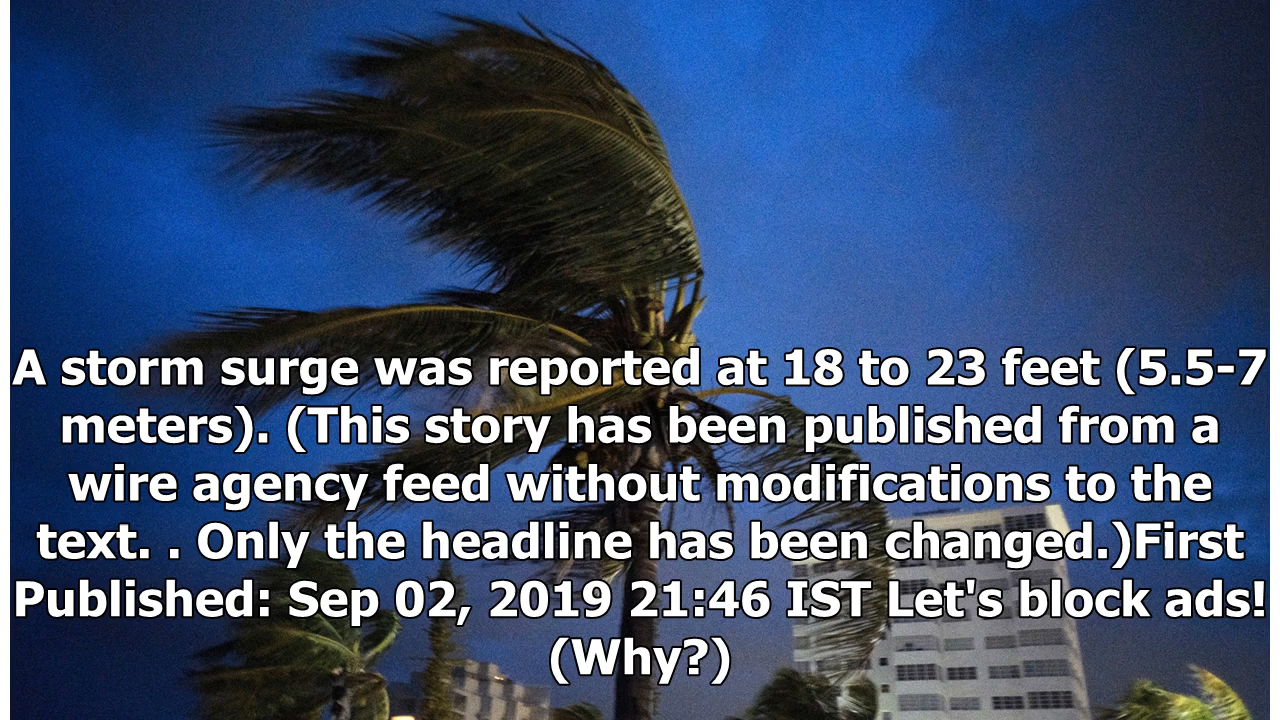 A storm surge was reported at 18 to 23 feet (5.5-7
meters). (This story has been published from a
wire agency feed without modifications to the
text. . Only the headline has been changed.)First
Published: Sep 02, 2019 21:46 IST Let's block ads!
(Why?)